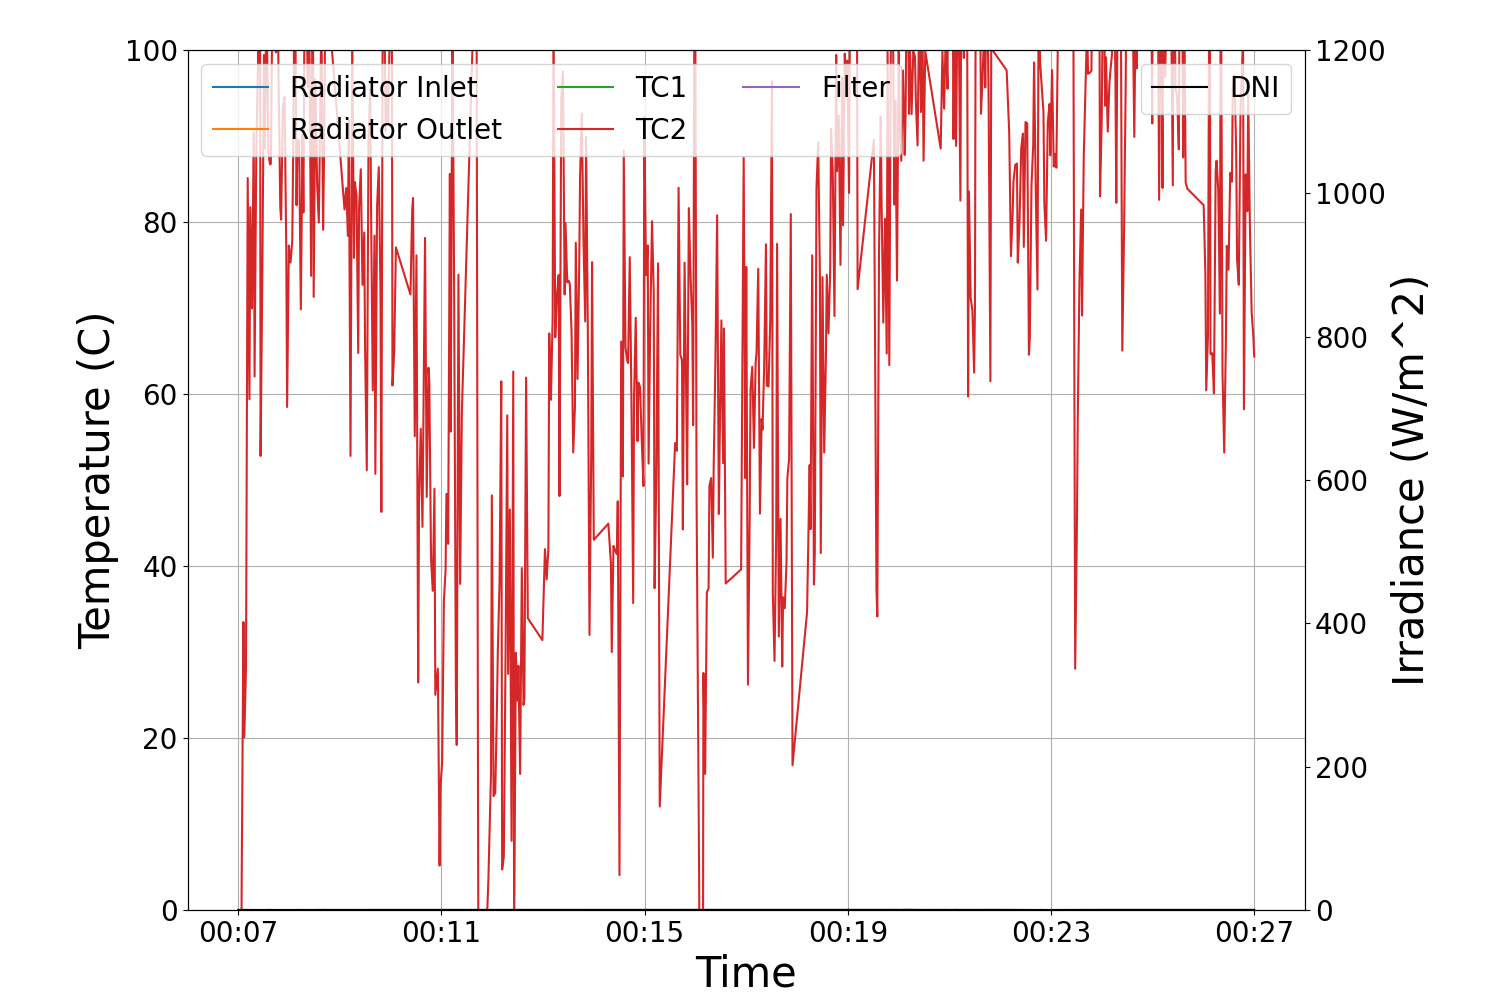 100
80
60
40
20
0
Temperature (C)
Radiator Inlet
Radiator Outlet
TC1
TC2
Filter
DNI
1200
1000
800
600
400
200
0
Irradiance (W/m^2)
00:07
00:11
00:15
00:19
00:23
00:27
Time